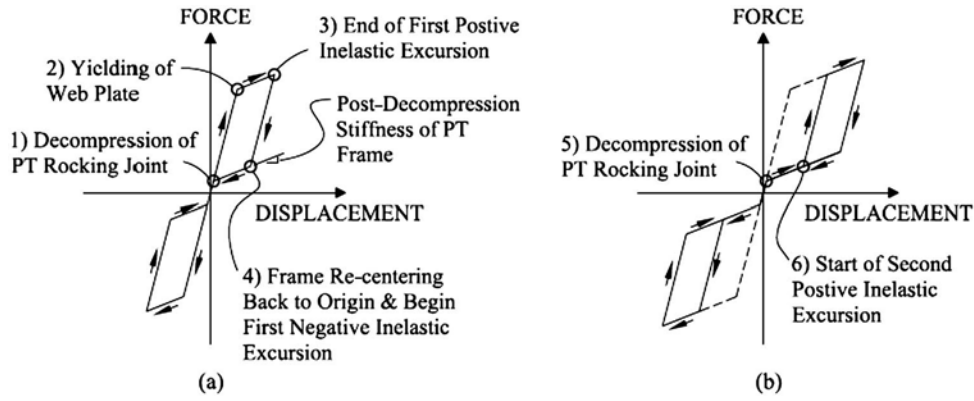 FORCE
3) End of First Postive
Inelastic Excursion
2) Yielding of
Web Plate
Post-Decompression
Stiffness of PT
Frame
1) Decompression of
PT Rocking Joint
DISPLACEMENT
4) Frame Re-centering
Back to Origin & Begin
First Negative Inelastic
Excursion
(a)
FORCE
5) Decompression of
PT Rocking Joint
DISPLACEMENT
6) Start of Second
Postive Inelastic
Excursion
(b)